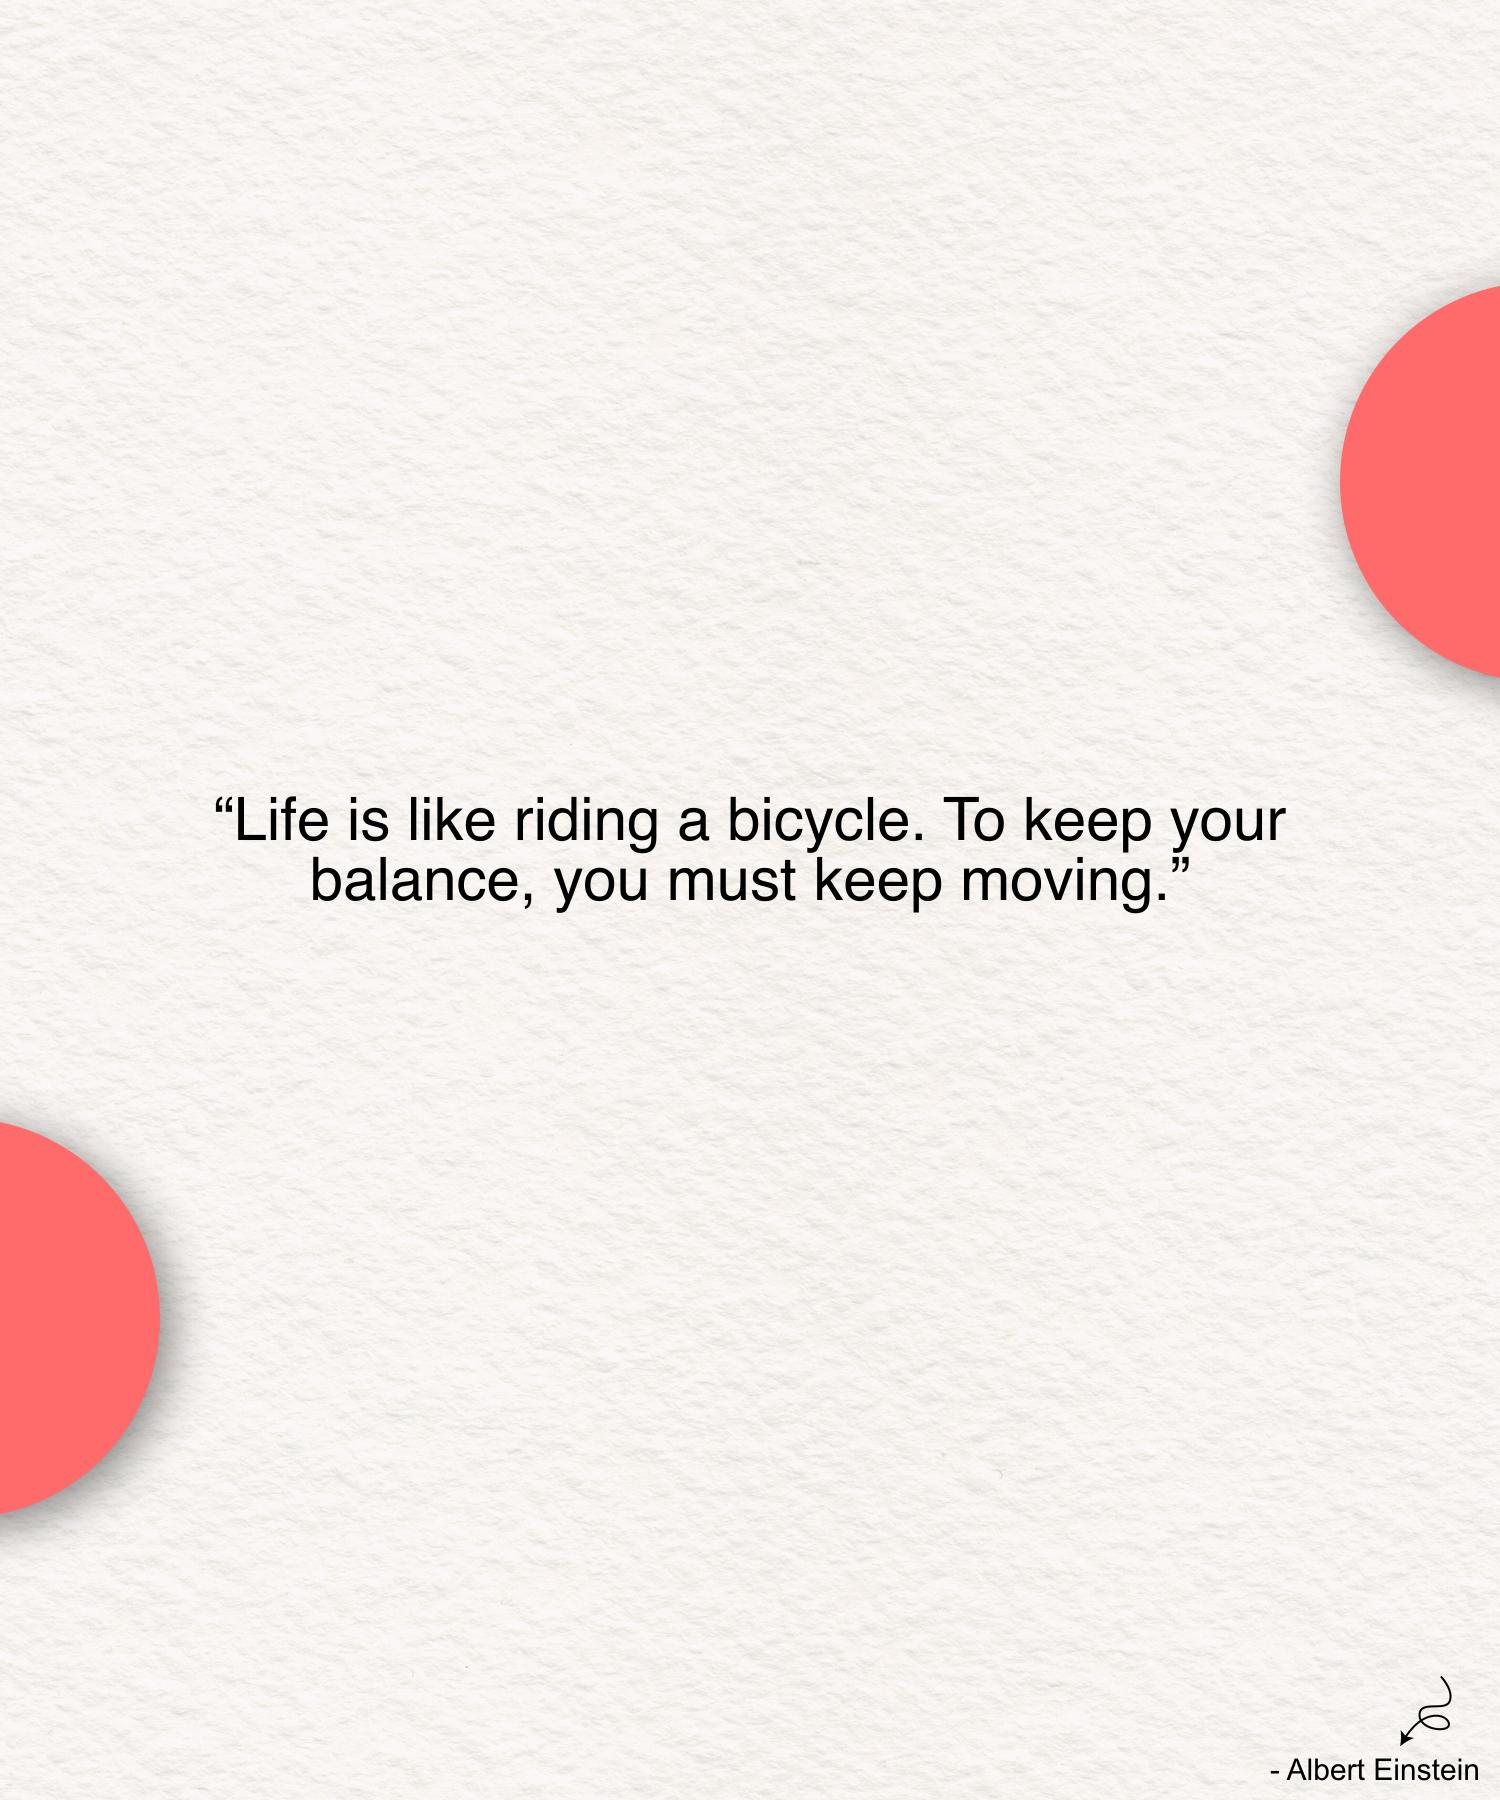 “Life is like riding a bicycle. To keep your
balance, you must keep moving.”
- Albert Einstein